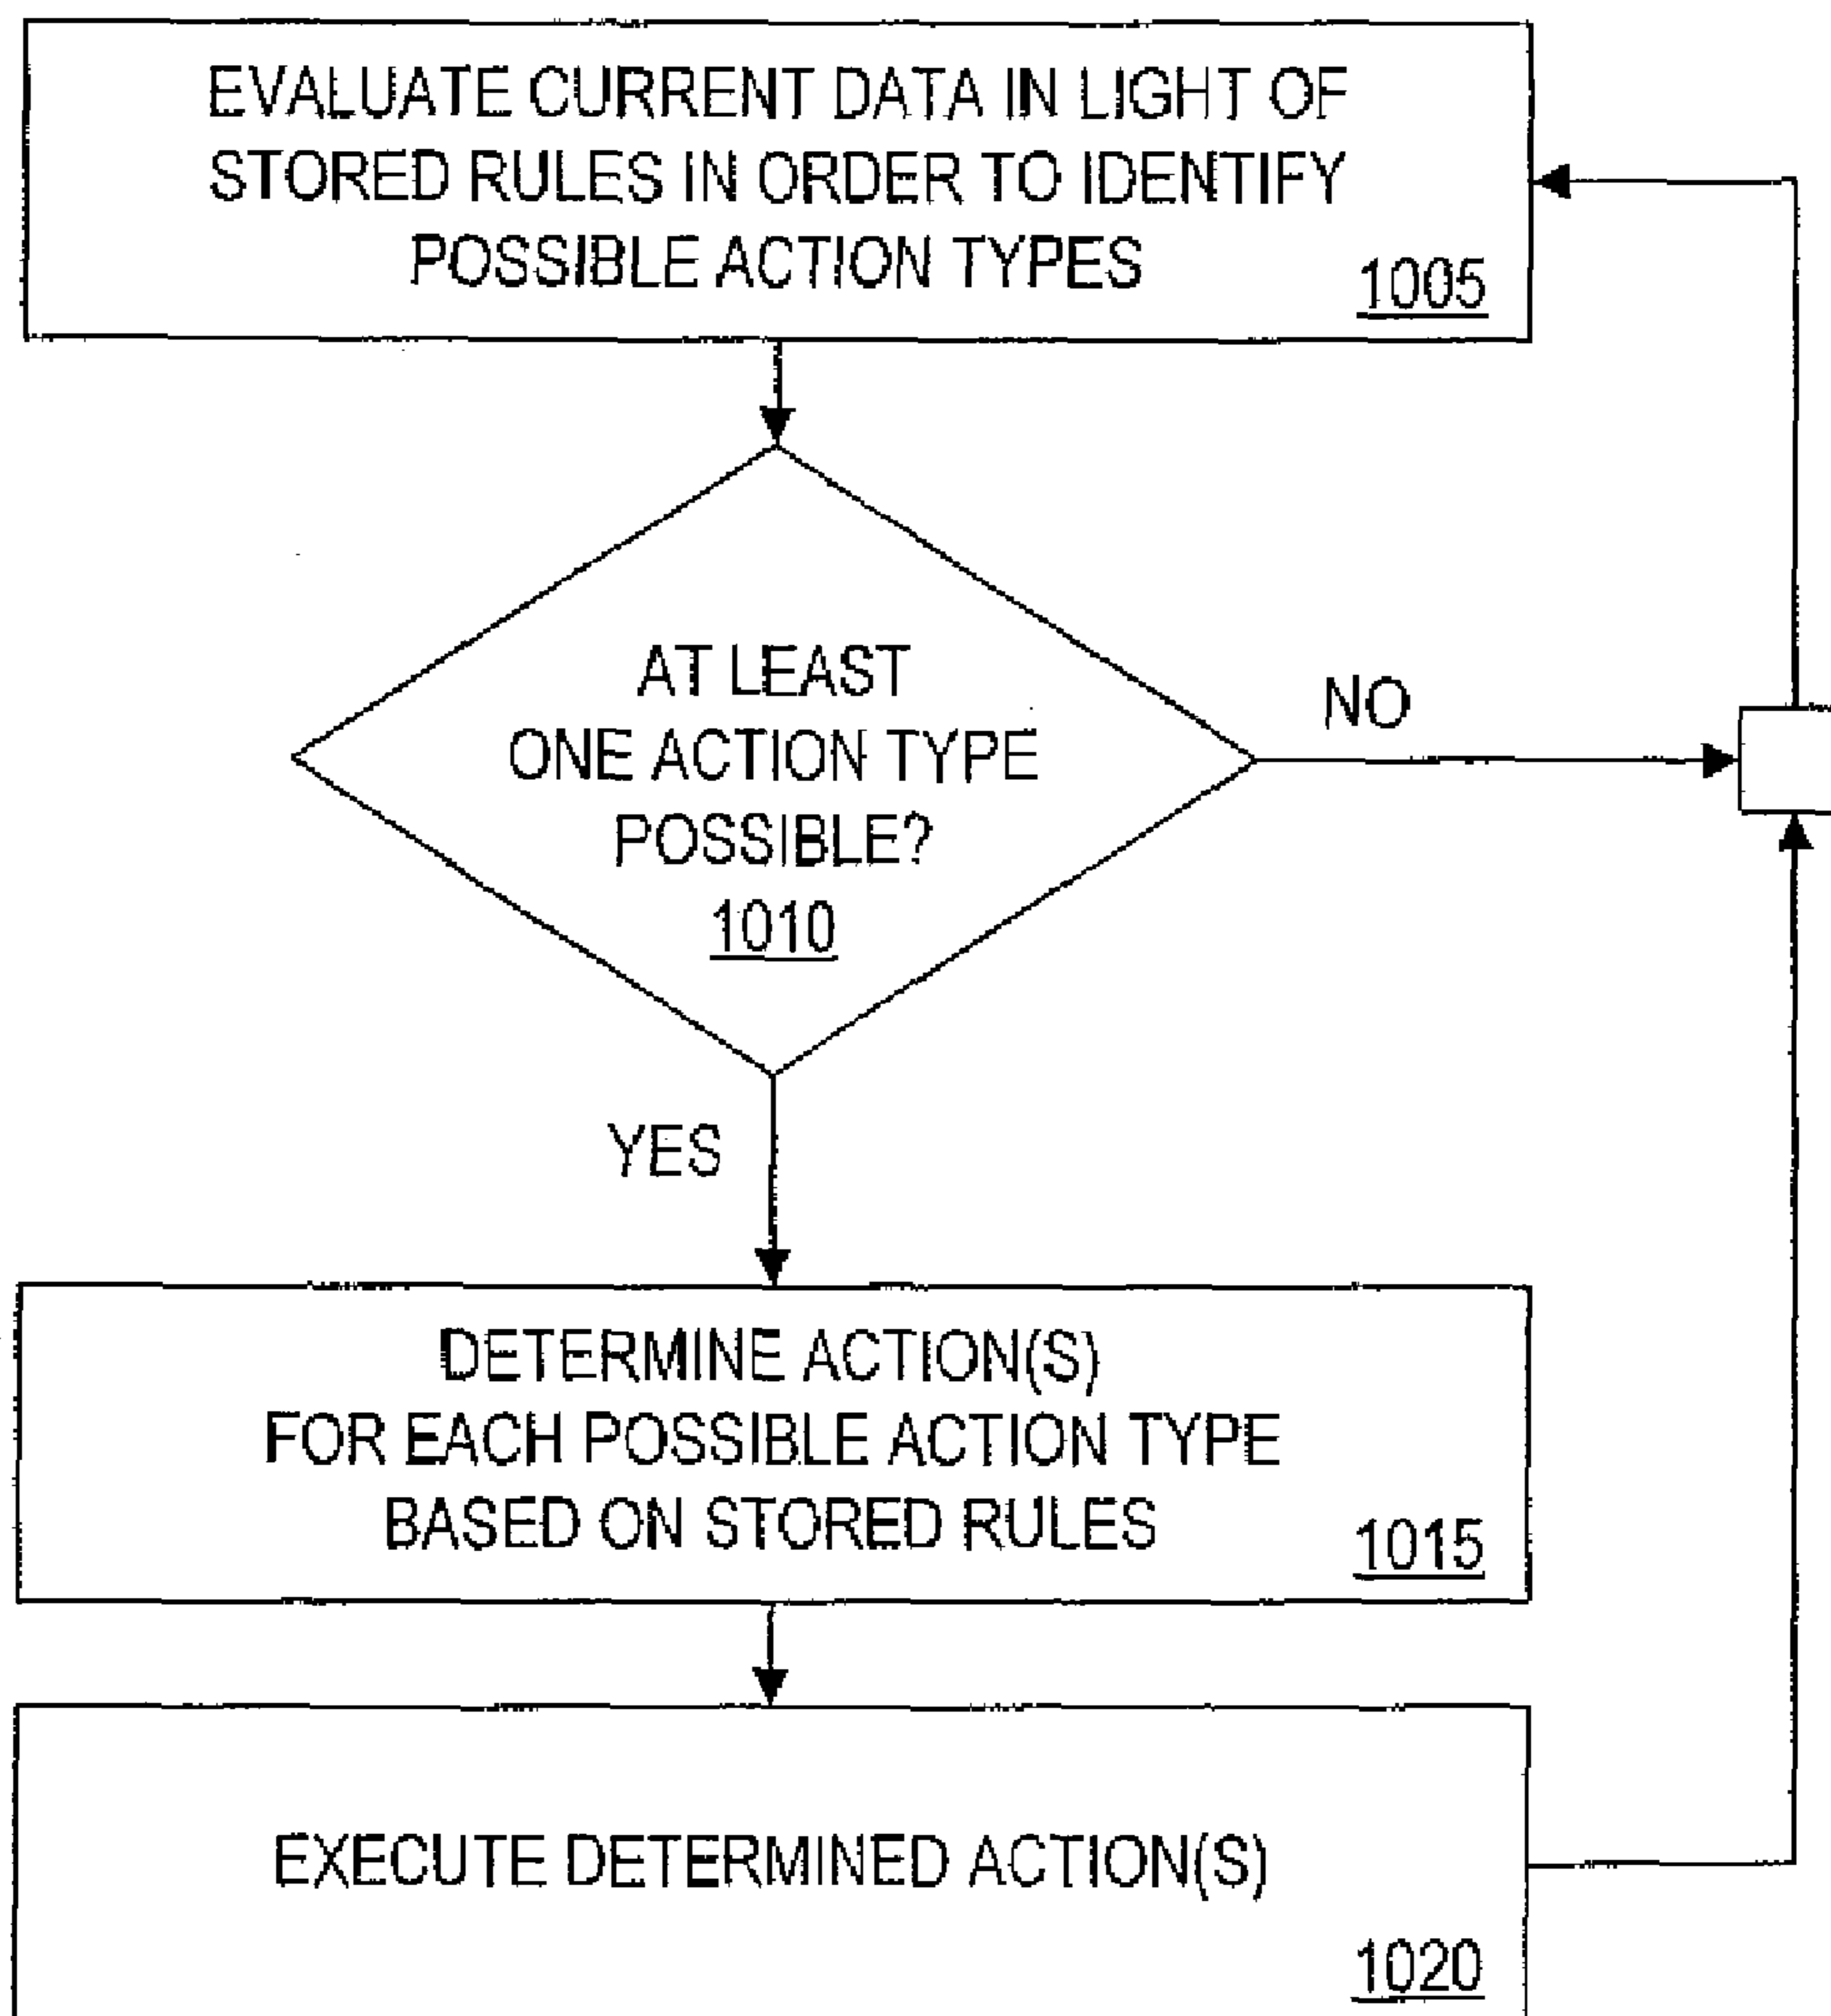 EVALUATE CURRENT DATA IN LIGHT OF
STORED RULES IN ORDER TO IDENTIFY
POSSIBLE ACTION TYPES
1005
AT LEAST
ONE ACTION TYPE
POSSIBLE?
1010
NO
YES
DETERMINE ACTION(S)
FOR EACH POSSIBLE ACTION TYPE
BASED ON STORED RULES
1015
EXECUTE DETERMINED ACTION(S)
1020